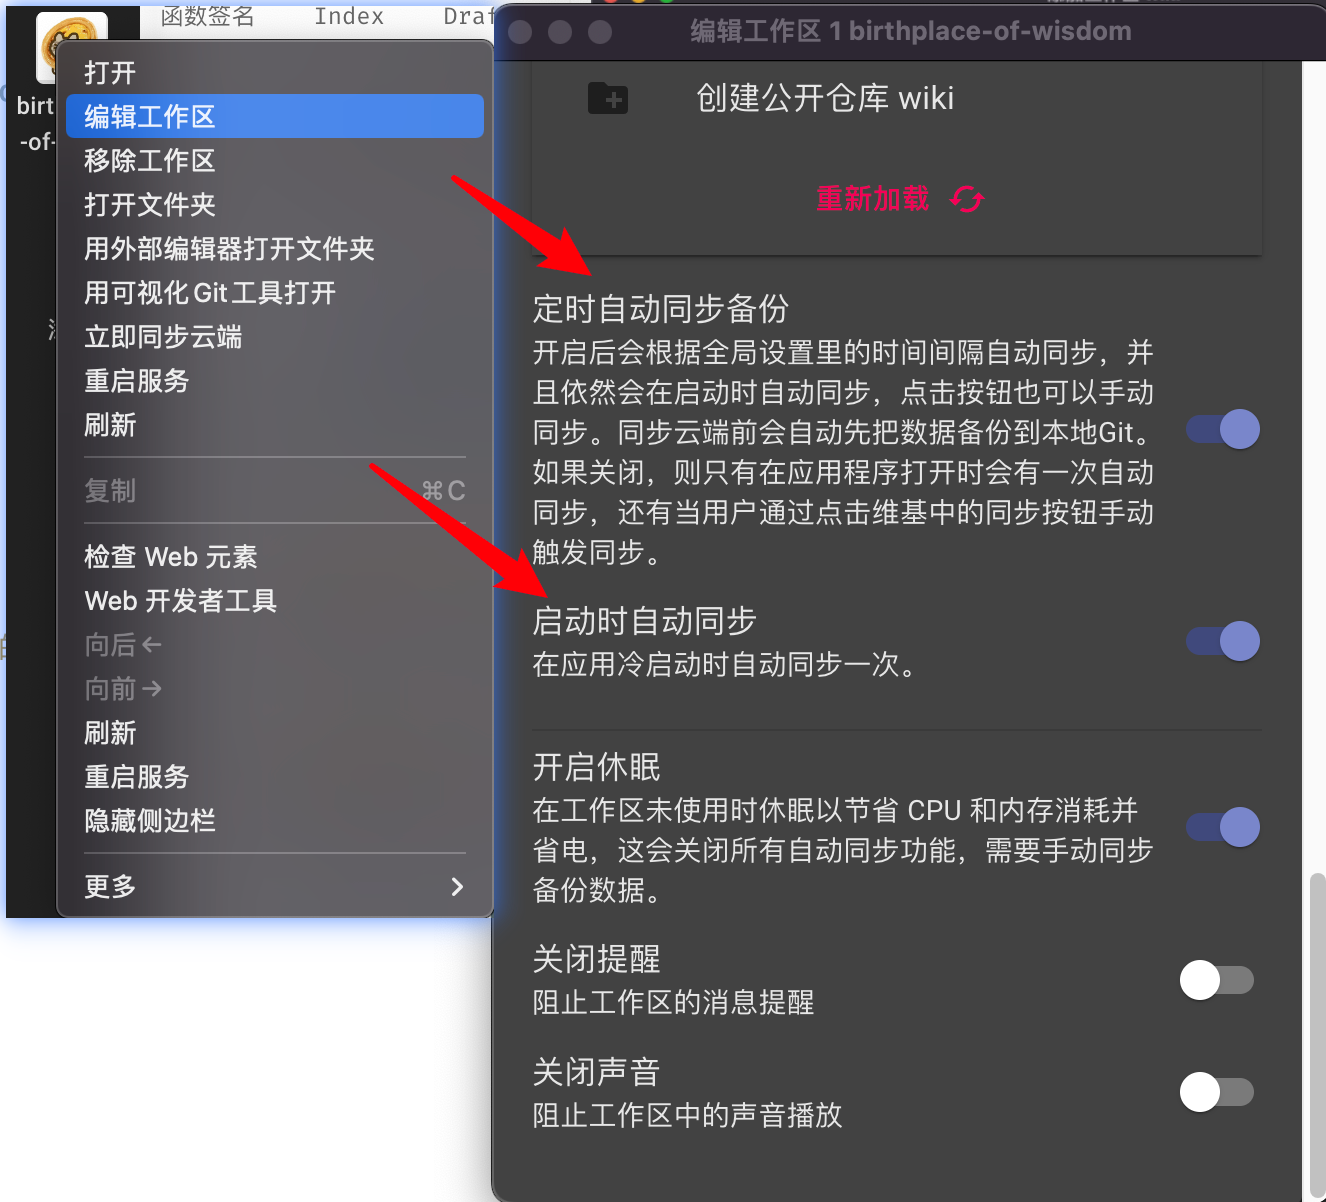 函数签名 Index Draf
birt
-of-
打开
编辑工作区
移除工作区
打开文件夹
用外部编辑器打开文件夹
用可视化Git工具打开
立即同步云端
重启服务
刷新
复制 ⌘C
检查 Web 元素
Web 开发者工具
向后←
向前→
刷新
重启服务
隐藏侧边栏
更多
编辑工作区 1 birthplace-of-wisdom
创建公开仓库 wiki
重新加载
定时自动同步备份
开启后会根据全局设置里的时间间隔自动同步，并
且依然会在启动时自动同步，点击按钮也可以手动
同步。同步云端前会自动先把数据备份到本地Git。
如果关闭，则只有在应用程序打开时会有一次自动
同步，还有当用户通过点击维基中的同步按钮手动
触发同步。
启动时自动同步
在应用冷启动时自动同步一次。
开启休眠
在工作区未使用时休眠以节省 CPU 和内存消耗并
省电，这会关闭所有自动同步功能，需要手动同步
备份数据。
关闭提醒
阻止工作区的消息提醒
关闭声音
阻止工作区中的声音播放